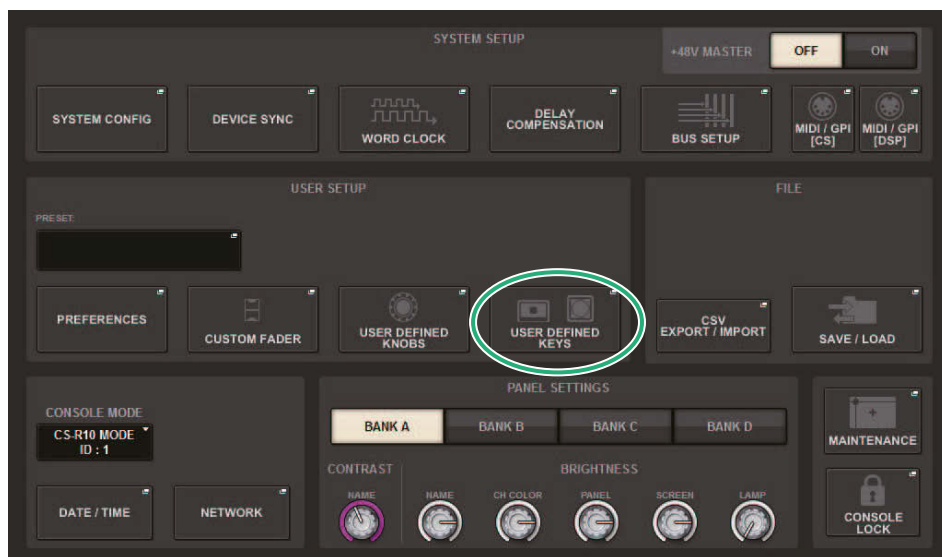 SYSTEM SETUP
+48V MASTER
OFF
ON
SYSTEM CONFIG
DEVICE SYNC
WORD CLOCK
DELAY
COMPENSATION
BUS SETUP
MIDI / GPI
[CS]
MIDI / GPI
[DSP]
USER SETUP
PRESET
PREFERENCES
CUSTOM FADER
USER DEFINED
KNOBS
USER DEFINED
KEYS
FILE
CSV
EXPORT / IMPORT
SAVE / LOAD
CONSOLE MODE
CS-R10 MODE
ID : 1
DATE / TIME
NETWORK
PANEL SETTINGS
BANK A
BANK B
BANK C
BANK D
CONTRAST
BRIGHTNESS
NAME
NAME
CH COLOR
PANEL
SCREEN
LAMP
MAINTENANCE
CONSOLE
LOCK